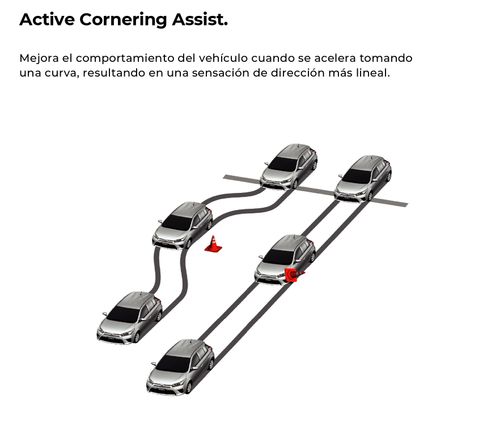 Active Cornering Assist.
Mejora el comportamiento del vehículo cuando se acelera tomando
una curva, resultando en una sensación de dirección más lineal.